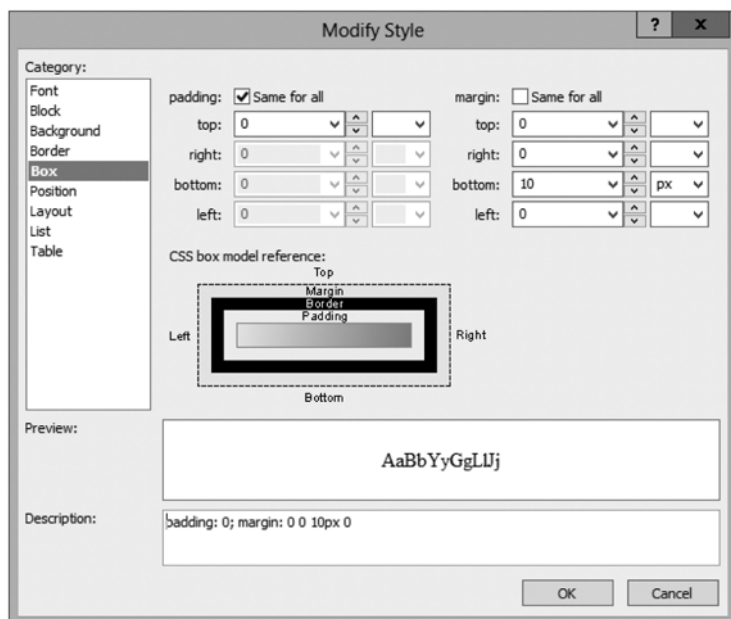 Modify Style
? x
Category:
Font
Block
Background
Border
Box
Position
Layout
List
Table
padding: Same for all
top: 0
right: 0
bottom: 0
left: 0
margin: Same for all
top: 0
right: 0
bottom: 10 px
left: 0
CSS box model reference:
Top
Margin
Border
Padding
Left
Right
Bottom
Preview:
AaBbYyGgLlJj
Description:
padding: 0; margin: 0 0 10px 0
OK
Cancel